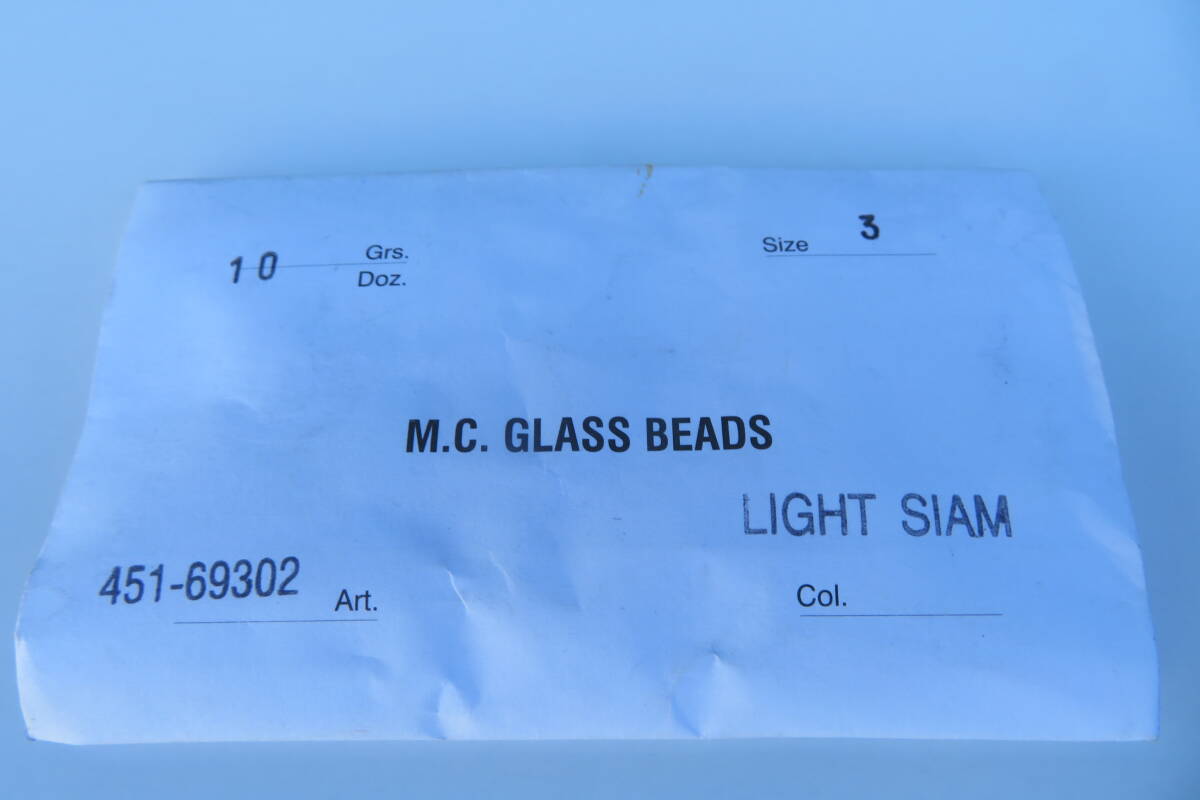 10 Grs.
Doz.
Size 3
M.C. GLASS BEADS
LIGHT SIAM
451-69302 Art.
Col.